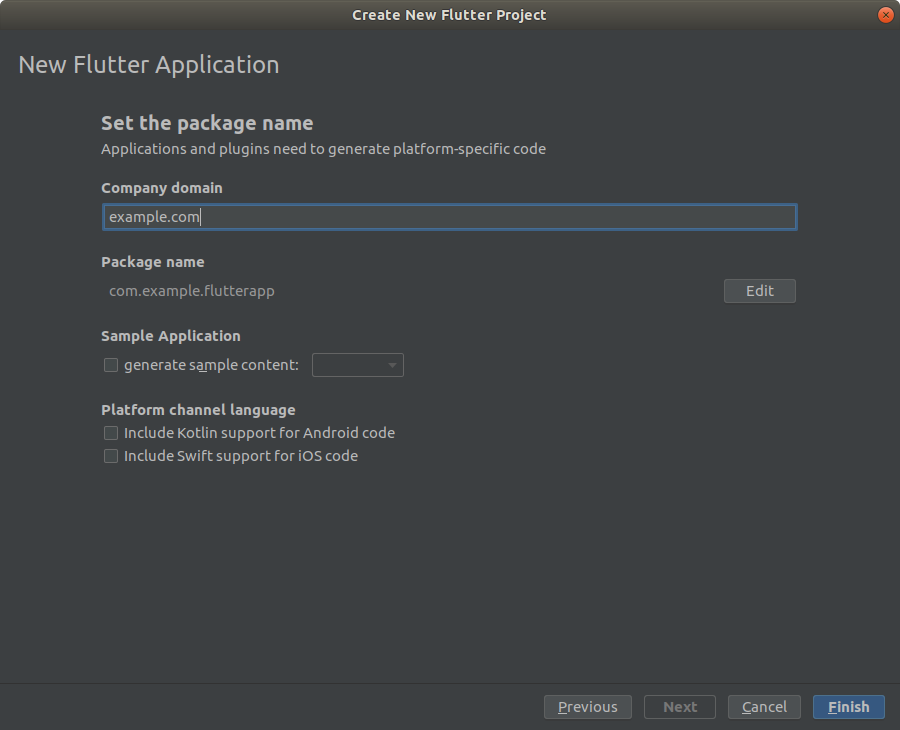 Create New Flutter Project
New Flutter Application
Set the package name
Applications and plugins need to generate platform-specific code
Company domain
example.com
Package name
com.example.flutterapp
Edit
Sample Application
generate sample content:
Platform channel language
Include Kotlin support for Android code
Include Swift support for iOS code
Previous Next Cancel Finish